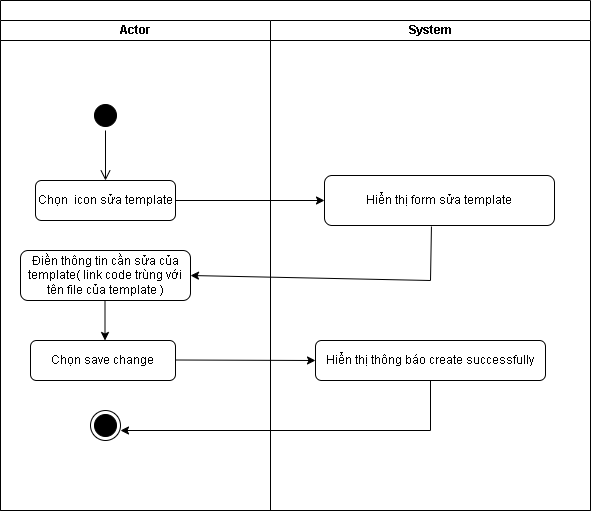 Actor
System
Chọn icon sửa template
Hiển thị form sửa template
Điền thông tin cần sửa của
template( link code trùng với
tên file của template )
Chọn save change
Hiển thị thông báo create successfully